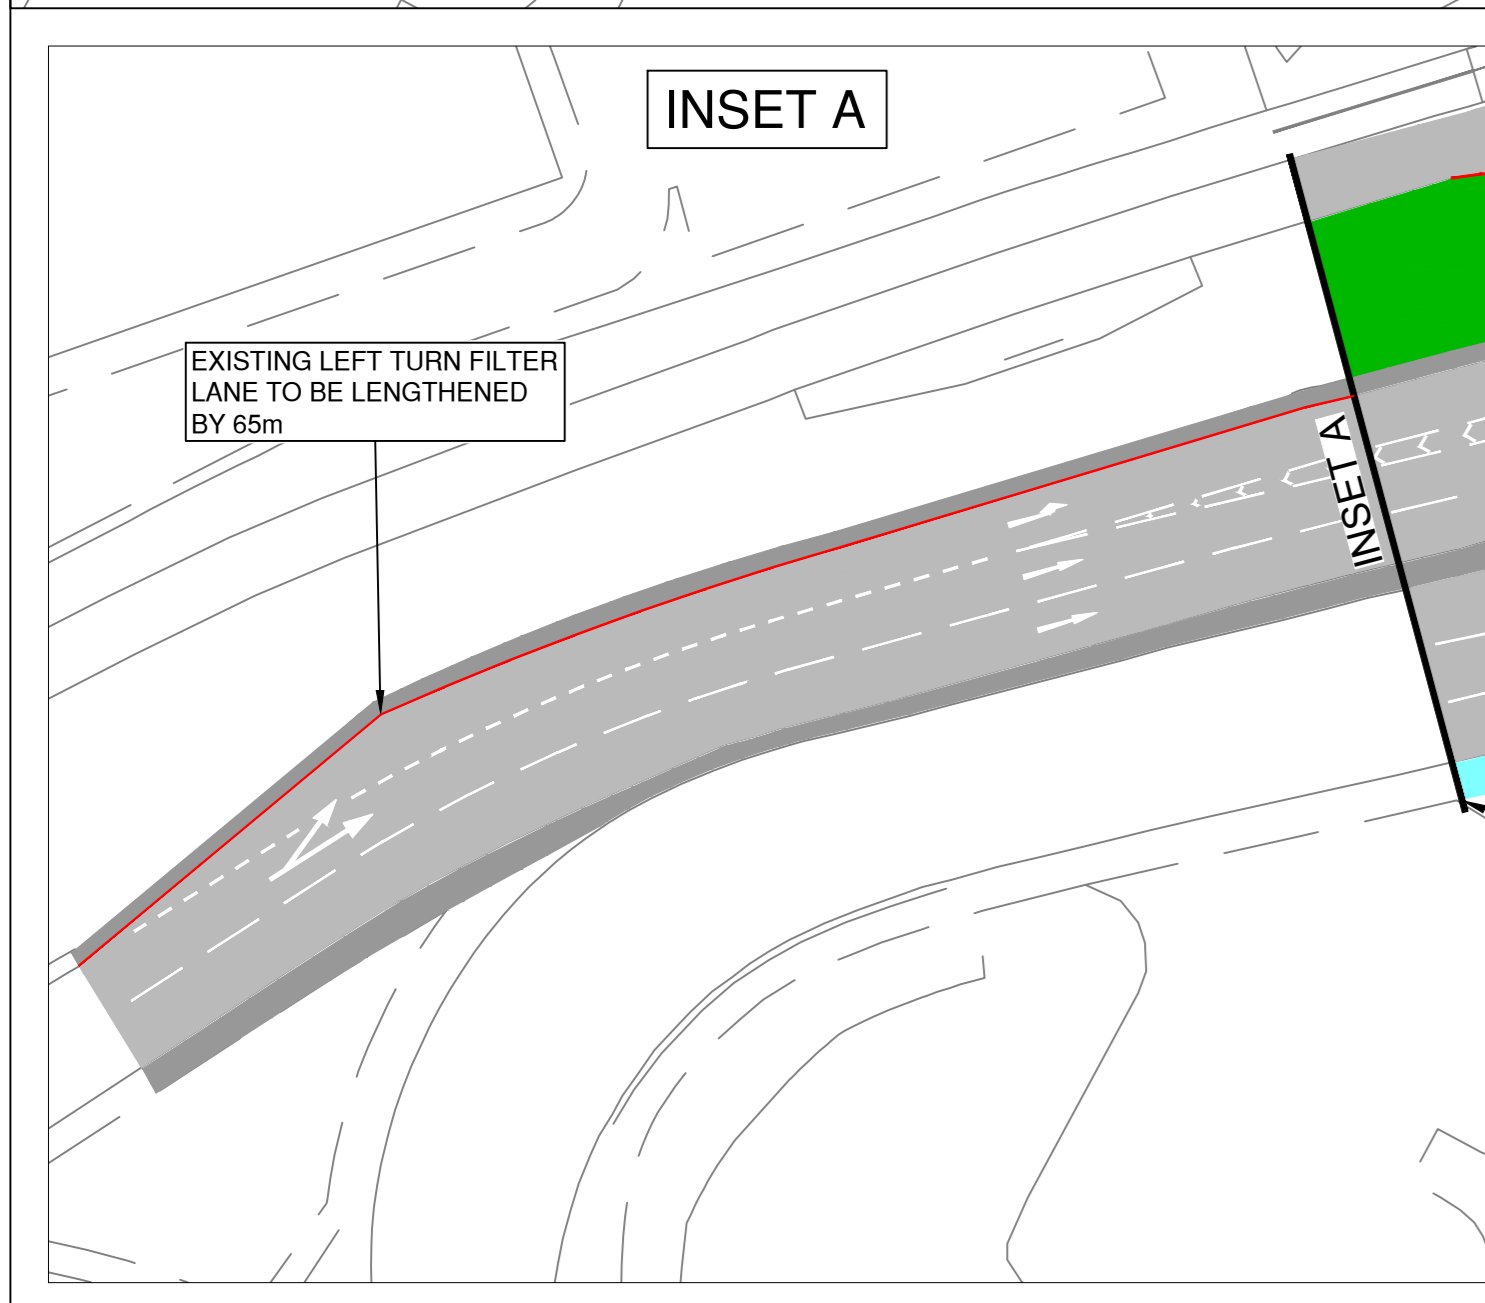 INSET A
EXISTING LEFT TURN FILTER
LANE TO BE LENGTHENED
BY 65m
INSET A